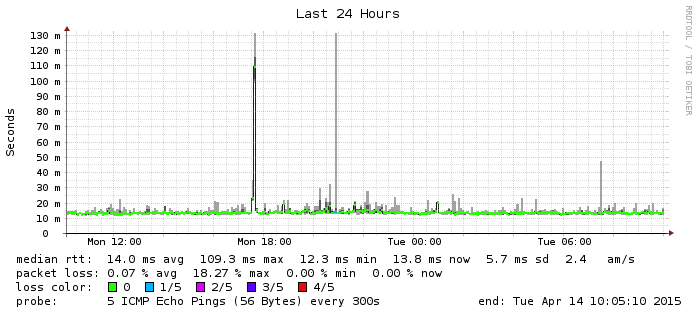 Last 24 Hours
RRDTOOL / TOBI OETIKER
Seconds
130 m
120 m
110 m
100 m
90 m
80 m
70 m
60 m
50 m
40 m
30 m
20 m
10 m
0
Mon 12:00 Mon 18:00 Tue 00:00 Tue 06:00
median rtt: 14.0 ms avg 109.3 ms max 12.3 ms min 13.8 ms now 5.7 ms sd 2.4 am/s
packet loss: 0.07 % avg 18.27 % max 0.00 % min 0.00 % now
loss color: 0 1/5 2/5 3/5 4/5
probe: 5 ICMP Echo Pings (56 Bytes) every 300s end: Tue Apr 14 10:05:10 2015